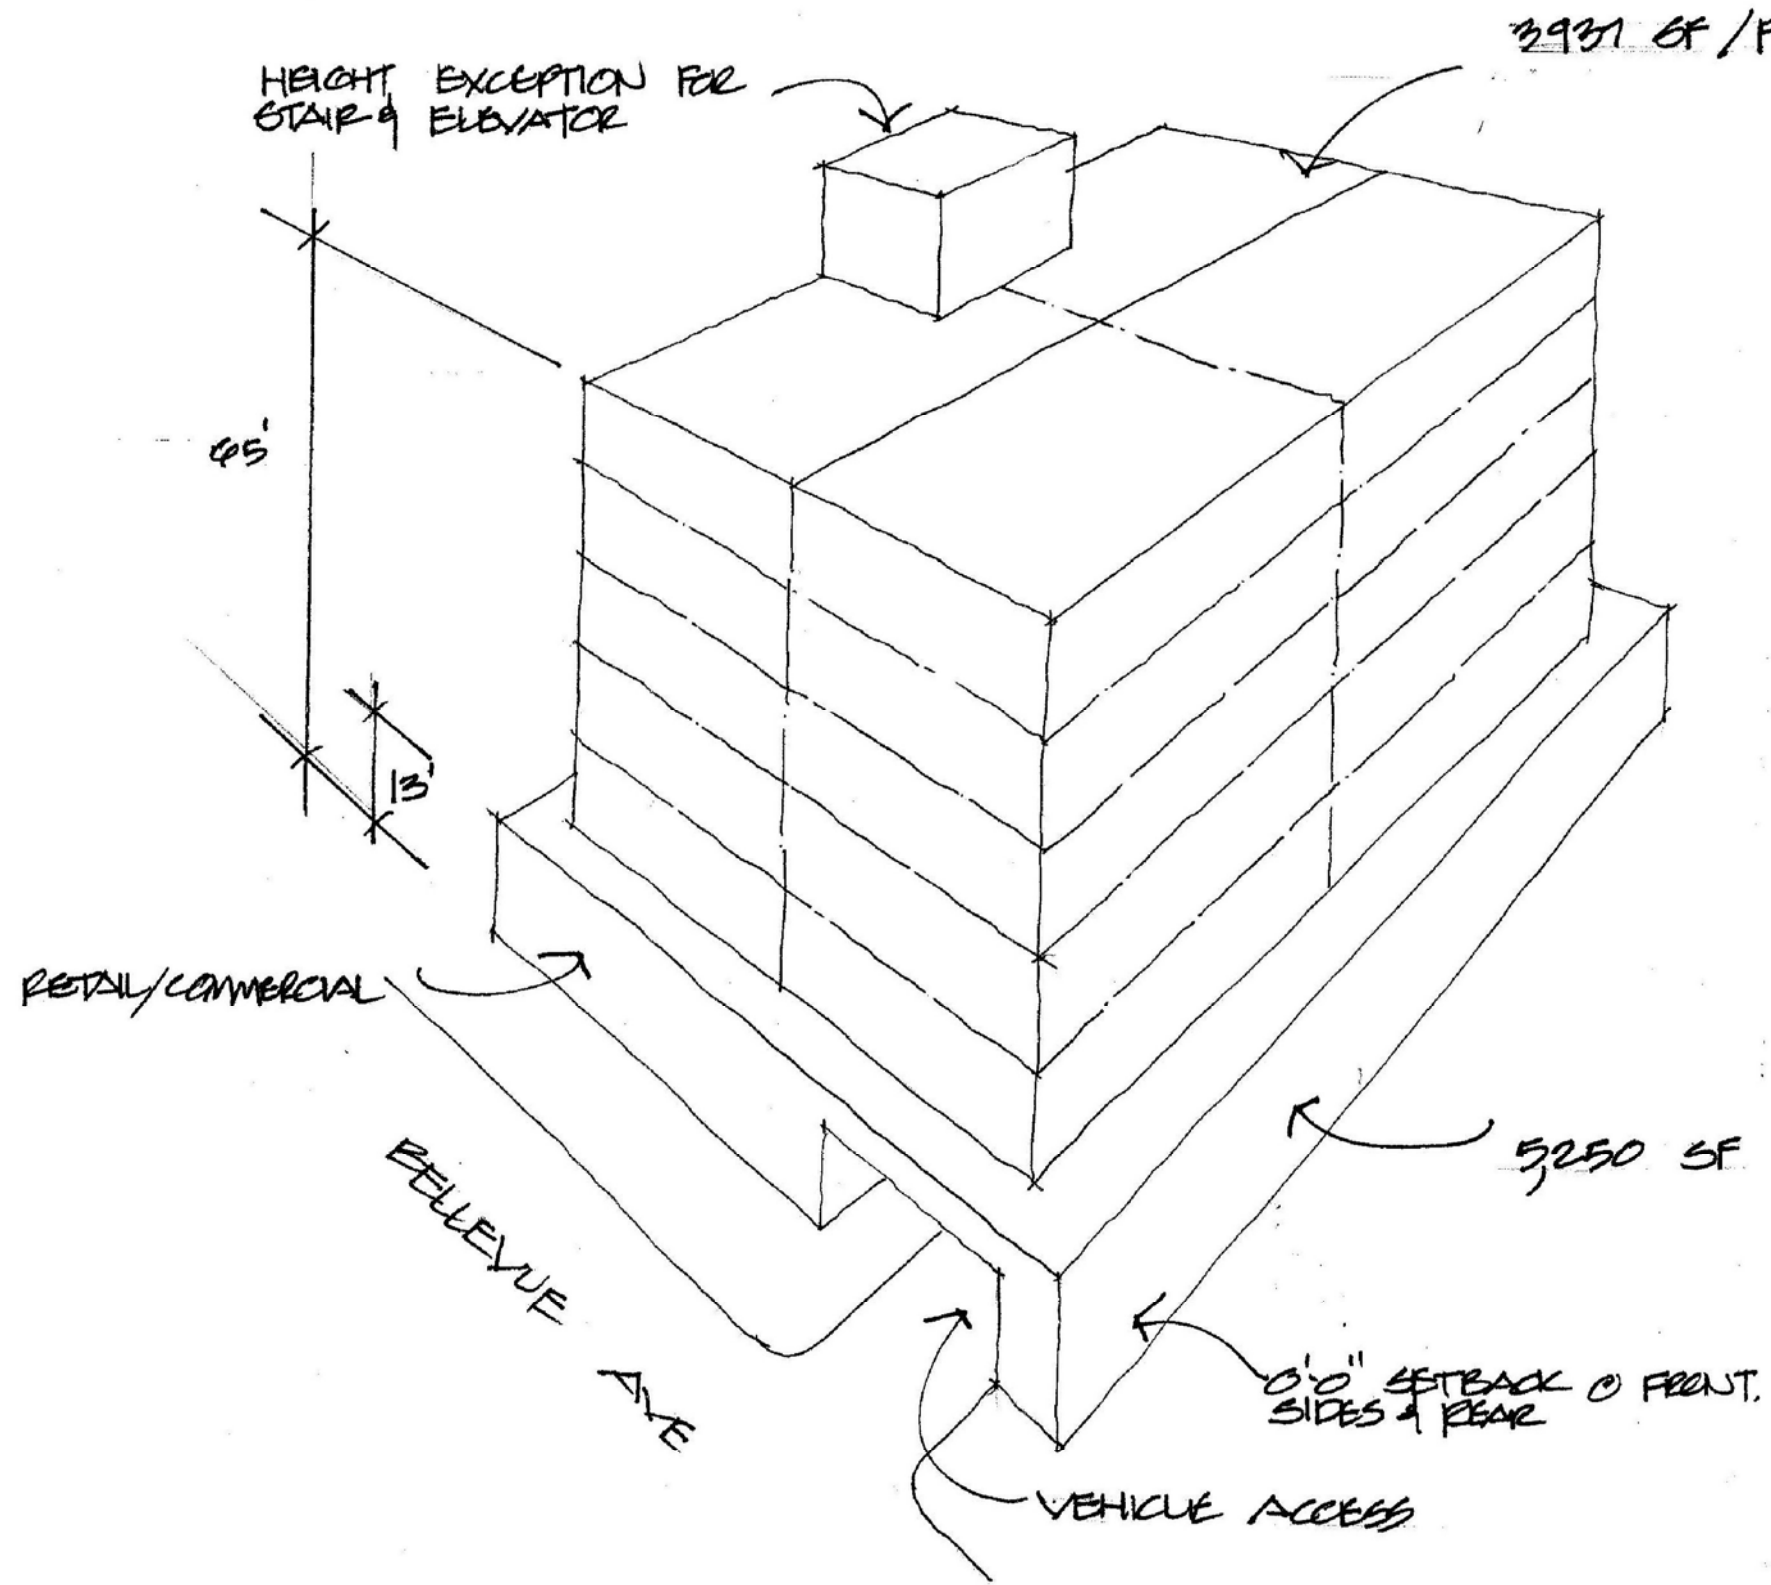 3937 SF / F
HEIGHT EXCEPTION FOR
STAIR & ELEVATOR
65'
13'
RETAIL/COMMERCIAL
BELLEVUE AVE
5,250 SF
0'-0" SETBACK @ FRONT.
SIDES & REAR
VEHICLE ACCESS